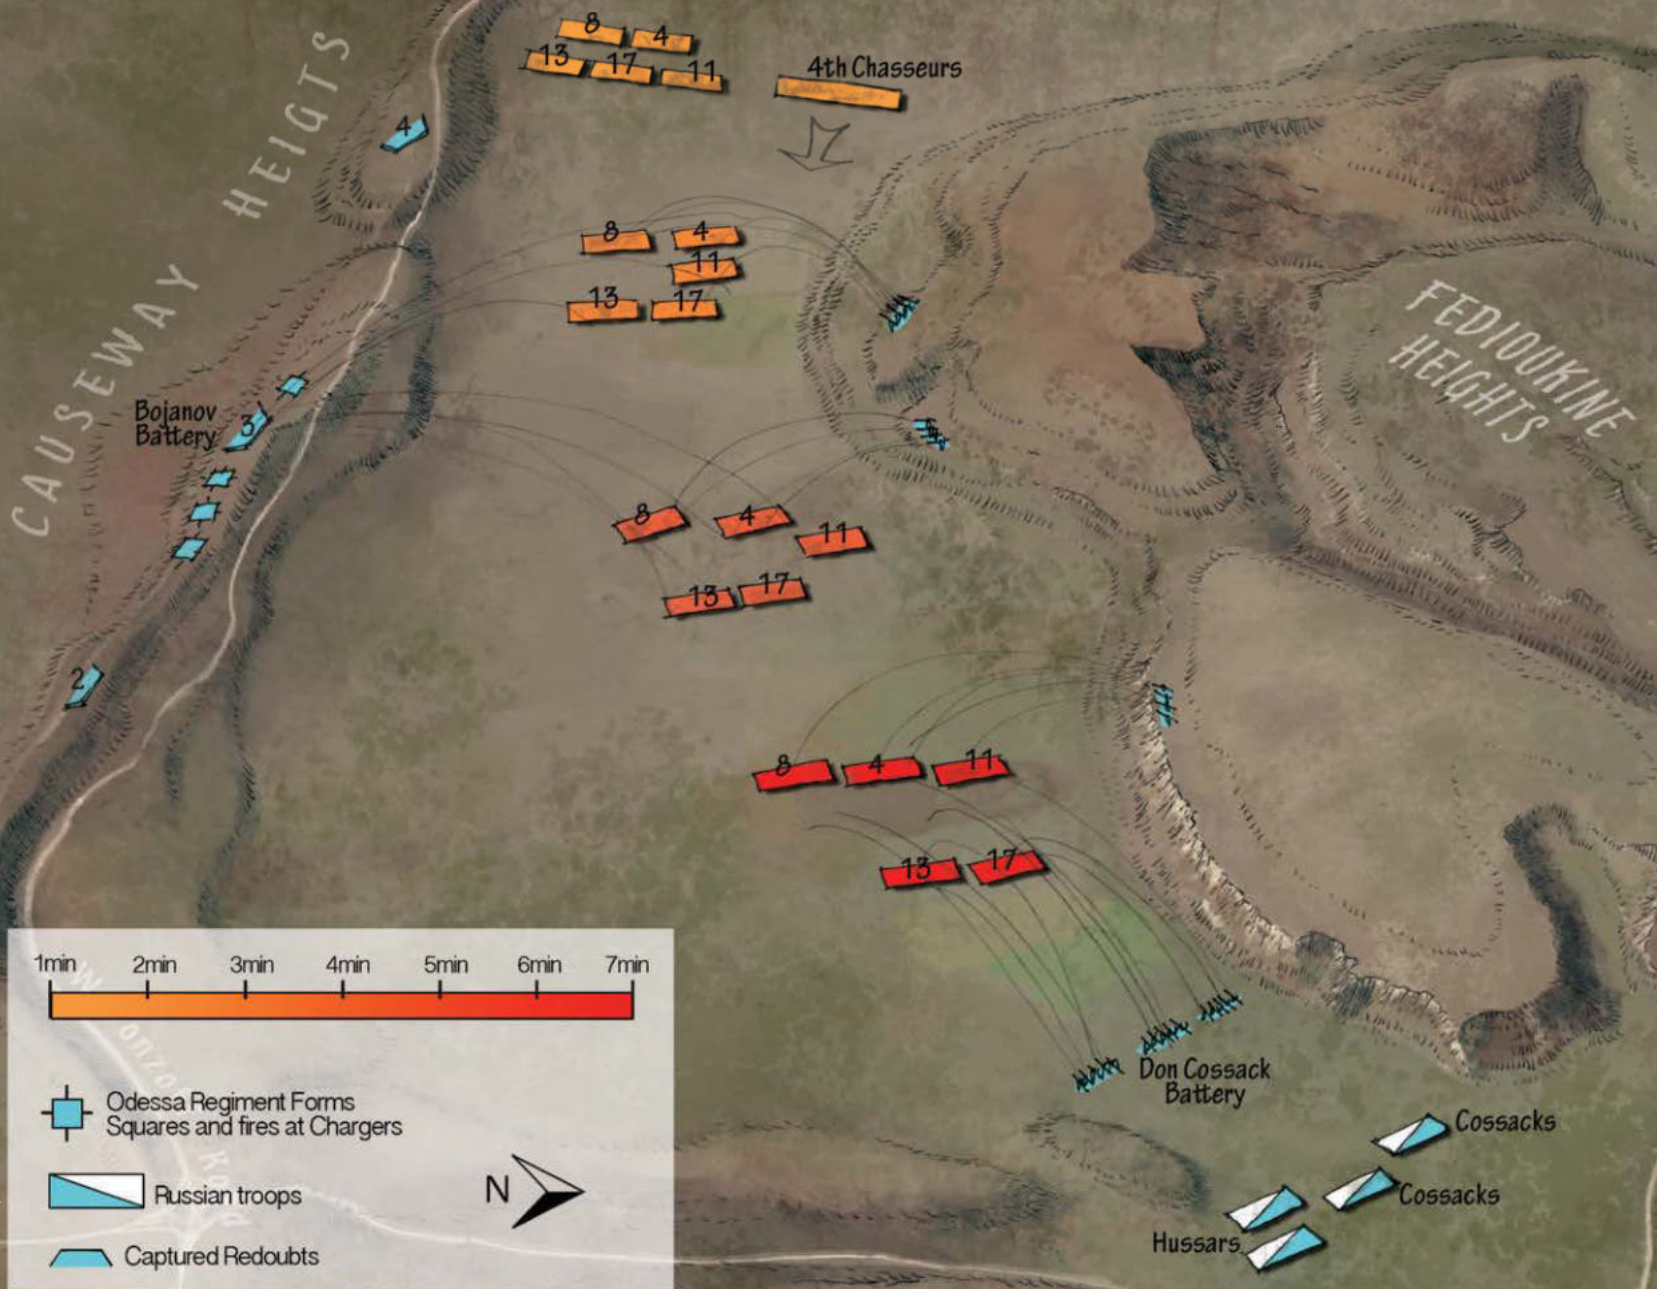 8
4
13
17
11
4th Chasseurs
4
CAUSEWAY HEIGTS
8
4
11
13
17
FEDIOUKINE
HEIGHTS
Bojanov
Battery
3
8
4
11
13
17
2
8
4
11
13
17
1min 2min 3min 4min 5min 6min 7min
Odessa Regiment Forms
Squares and fires at Chargers
Russian troops
N
Captured Redoubts
Don Cossack
Battery
Cossacks
Cossacks
Hussars